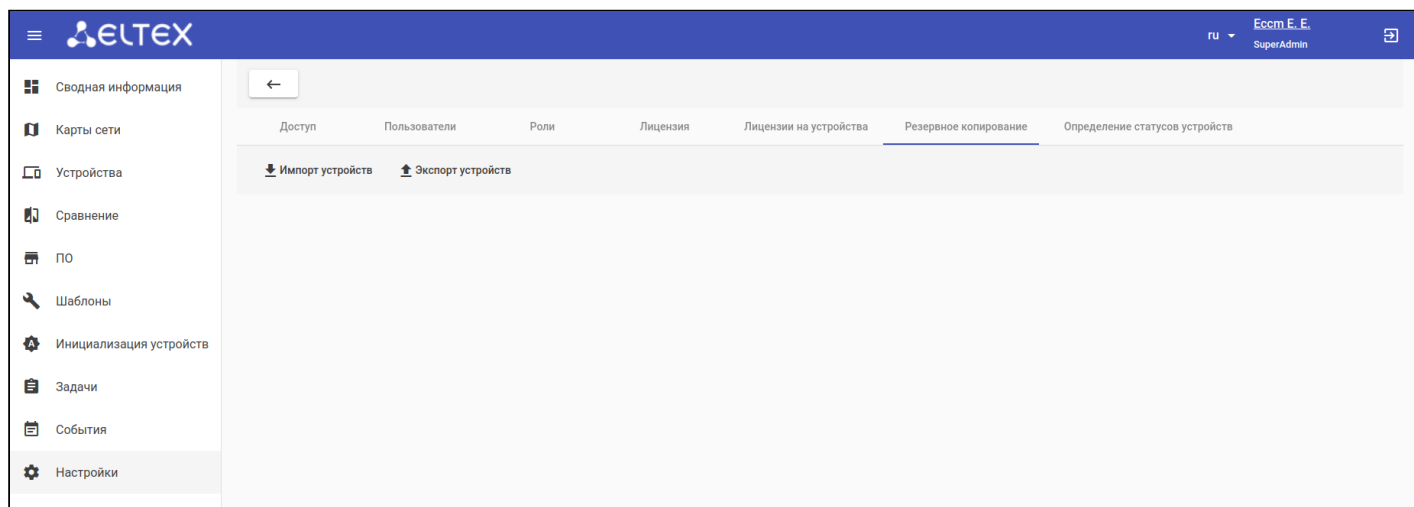 ELTEX
ru
Eccm E. E.
SuperAdmin
Сводная информация
Карты сети
Устройства
Сравнение
ПО
Шаблоны
Инициализация устройств
Задачи
События
Настройки
Доступ Пользователи Роли Лицензия Лицензии на устройства Резервное копирование Определение статусов устройств
Импорт устройств Экспорт устройств